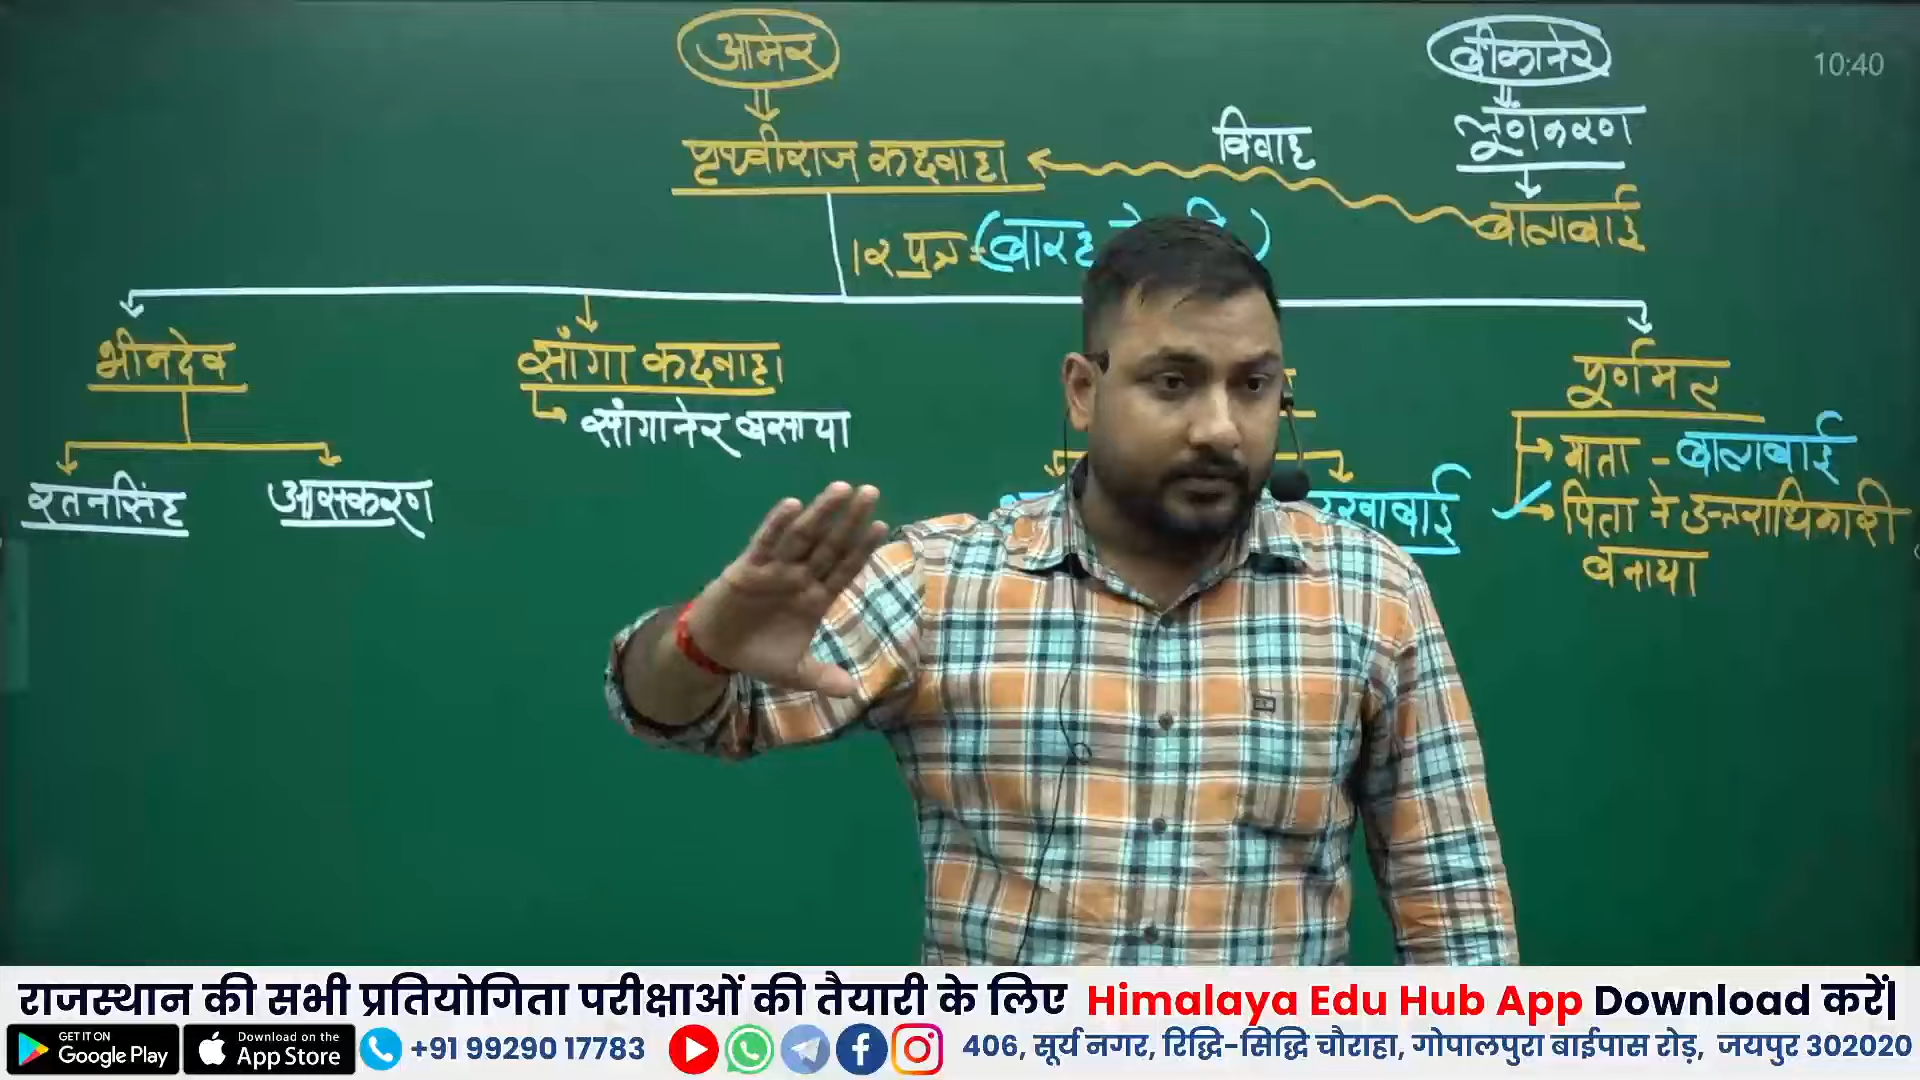 आमेर
बीकानेर
10:40
लूणकरण
विवाह
पृथ्वीराज कछवाहा
बालाबाई
12 पुत्र = (बारह
भीमदेव
सांगा कछवाहा
पूर्णमल
सांगानेर बसाया
माता - बालाबाई
रतनसिंह
आसकरण
पिता ने उत्तराधिकारी
बनाया
राजस्थान की सभी प्रतियोगिता परीक्षाओं की तैयारी के लिए Himalaya Edu Hub App Download करें|
GET IT ON
Google Play
Download on the
App Store
+91 99290 17783
406, सूर्य नगर, रिद्धि-सिद्धि चौराहा, गोपालपुरा बाईपास रोड़, जयपुर 302020